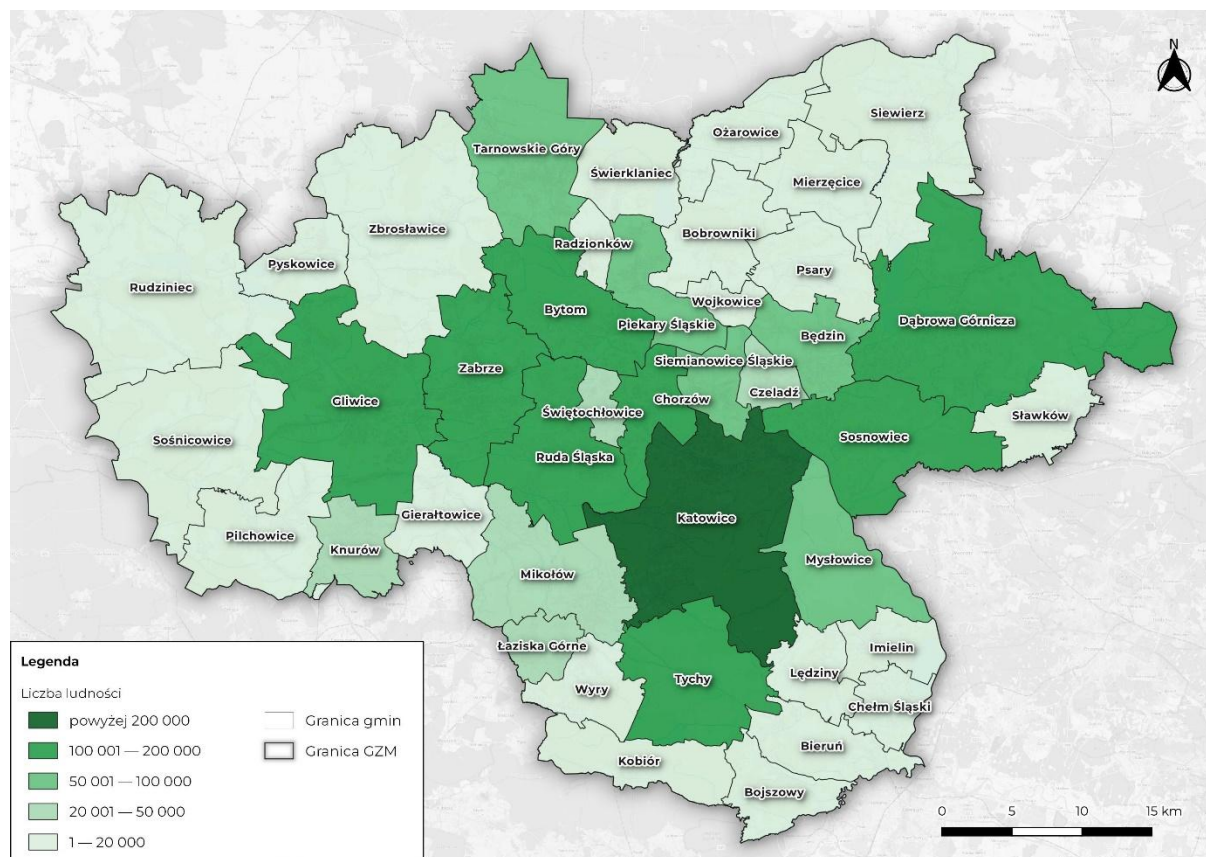 N
Siewierz
Ożarowice
Tarnowskie Góry
Świerklaniec
Mierzęcice
Zbrosławice
Bobrowniki
Radzionków
Pyskowice
Psary
Rudziniec
Wojkowice
Bytom
Dąbrowa Górnicza
Piekary Śląskie
Będzin
Siemianowice Śląskie
Zabrze
Czeladź
Gliwice
Chorzów
Świętochłowice
Sławków
Sośnicowice
Sosnowiec
Ruda Śląska
Gierałtowice
Katowice
Pilchowice
Knurów
Mysłowice
Mikołów
Łaziska Górne
Imielin
Lędziny
Tychy
Wyry
Chełm Śląski
Bieruń
Kobiór
Bojszowy
Legenda
Liczba ludności
powyżej 200 000
100 001 — 200 000
50 001 — 100 000
20 001 — 50 000
1 — 20 000
Granica gmin
Granica GZM
0 5 10 15 km